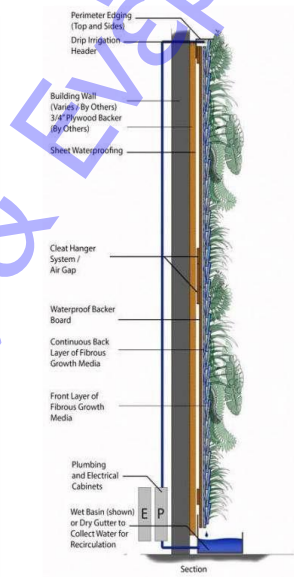 Perimeter Edging
(Top and Sides)
Drip Irrigation
Header
Building Wall
(Varies / By Others)
3/4" Plywood Backer
(By Others)
Sheet Waterproofing
Cleat Hanger
System /
Air Gap
Waterproof Backer
Board
Continuous Back
Layer of Fibrous
Growth Media
Front Layer of
Fibrous Growth
Media
Plumbing
and Electrical
Cabinets
E P
Wet Basin (shown)
or Dry Gutter to
Collect Water for
Recirculation
Section